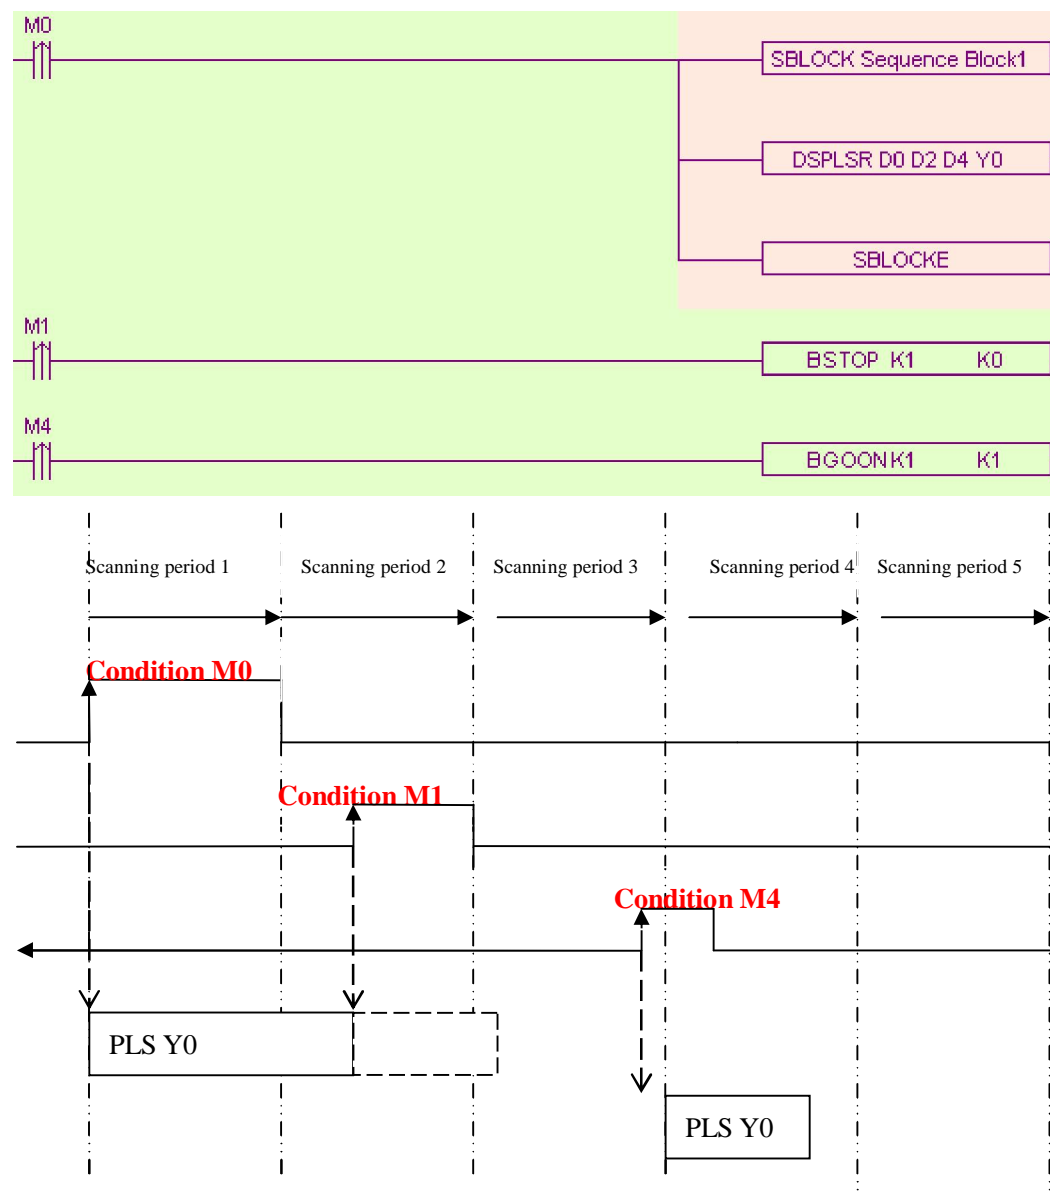 M0
SBLOCK Sequence Block1
DSPLSR D0 D2 D4 Y0
SBLOCKE
M1
BSTOP K1 K0
M4
BGOONK1 K1
Scanning period 1 Scanning period 2 Scanning period 3 Scanning period 4 Scanning period 5
Condition M0
Condition M1
Condition M4
PLS Y0
PLS Y0